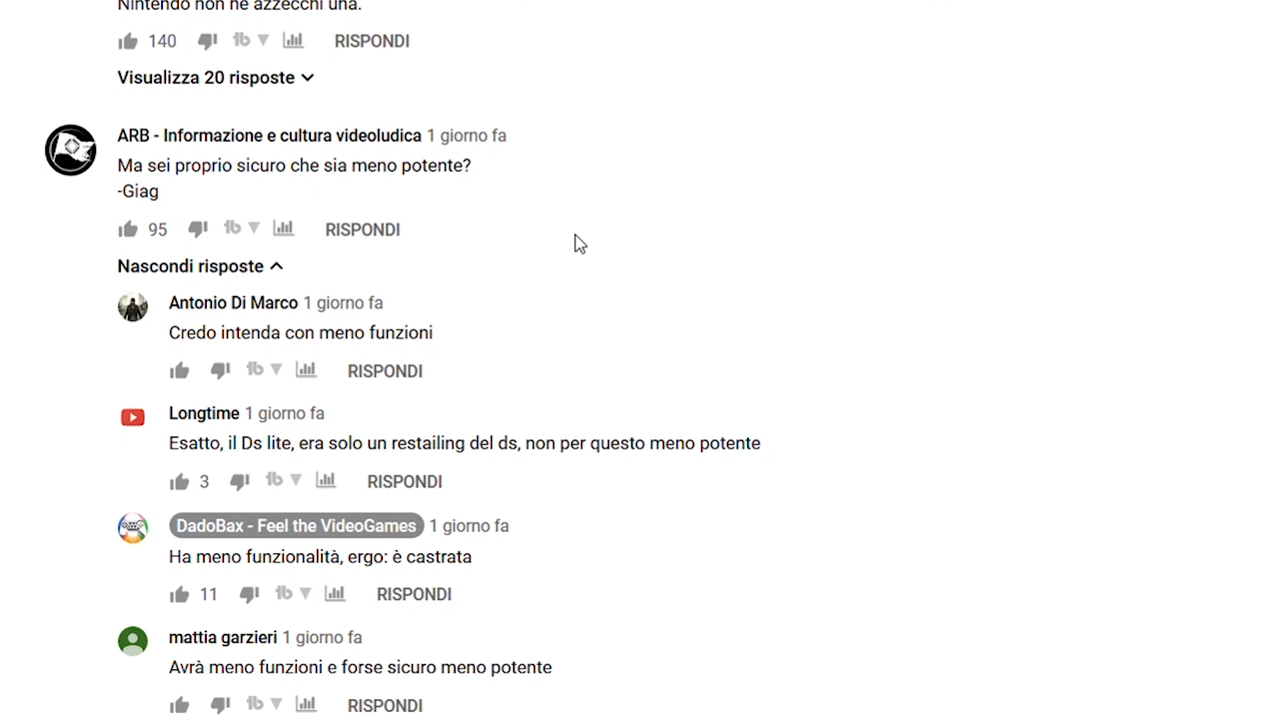 Nintendo non ne azzecchi una.
140 RISPONDI
Visualizza 20 risposte
ARB - Informazione e cultura videoludica 1 giorno fa
Ma sei proprio sicuro che sia meno potente?
-Giag
95 RISPONDI
Nascondi risposte
Antonio Di Marco 1 giorno fa
Credo intenda con meno funzioni
RISPONDI
Longtime 1 giorno fa
Esatto, il Ds lite, era solo un restailing del ds, non per questo meno potente
3 RISPONDI
DadoBax - Feel the VideoGames 1 giorno fa
Ha meno funzionalità, ergo: è castrata
11 RISPONDI
mattia garzieri 1 giorno fa
Avrà meno funzioni e forse sicuro meno potente
RISPONDI